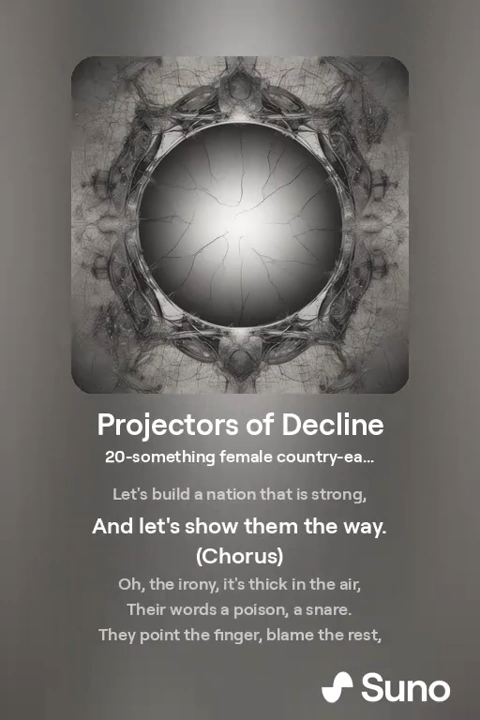 Projectors of Decline
20-something female country-ea...
Let's build a nation that is strong,
And let's show them the way.
(Chorus)
Oh, the irony, it's thick in the air,
Their words a poison, a snare.
They point the finger, blame the rest,
Suno